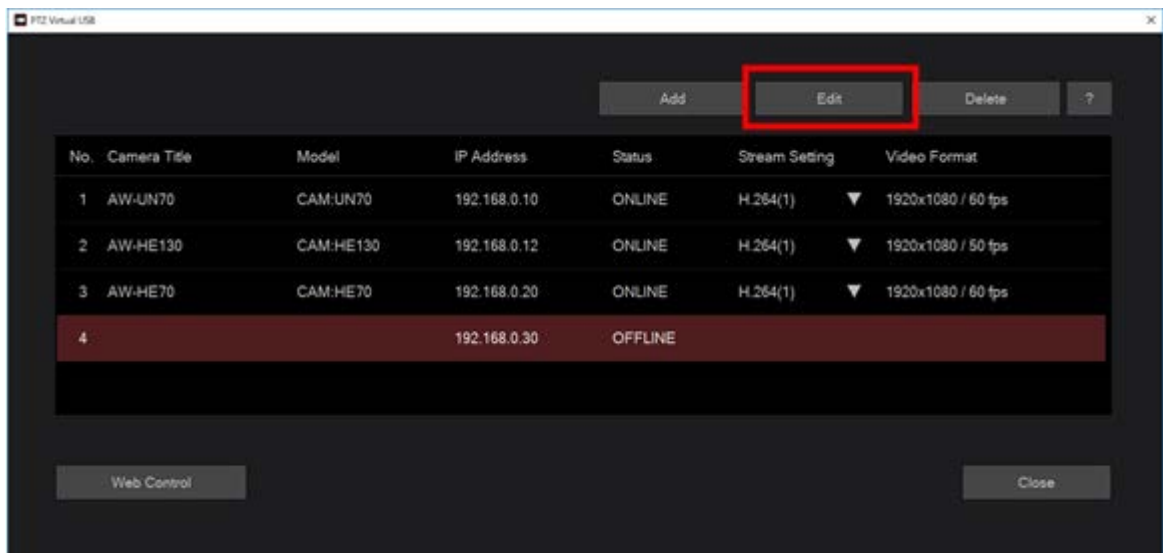 PTZ Virtual USB
Add Edit Delete ?
No. Camera Title Model IP Address Status Stream Setting Video Format
1 AW-UN70 CAM:UN70 192.168.0.10 ONLINE H.264(1) ▼ 1920x1080 / 60 fps
2 AW-HE130 CAM:HE130 192.168.0.12 ONLINE H.264(1) ▼ 1920x1080 / 50 fps
3 AW-HE70 CAM:HE70 192.168.0.20 ONLINE H.264(1) ▼ 1920x1080 / 60 fps
4 192.168.0.30 OFFLINE
Web Control Close